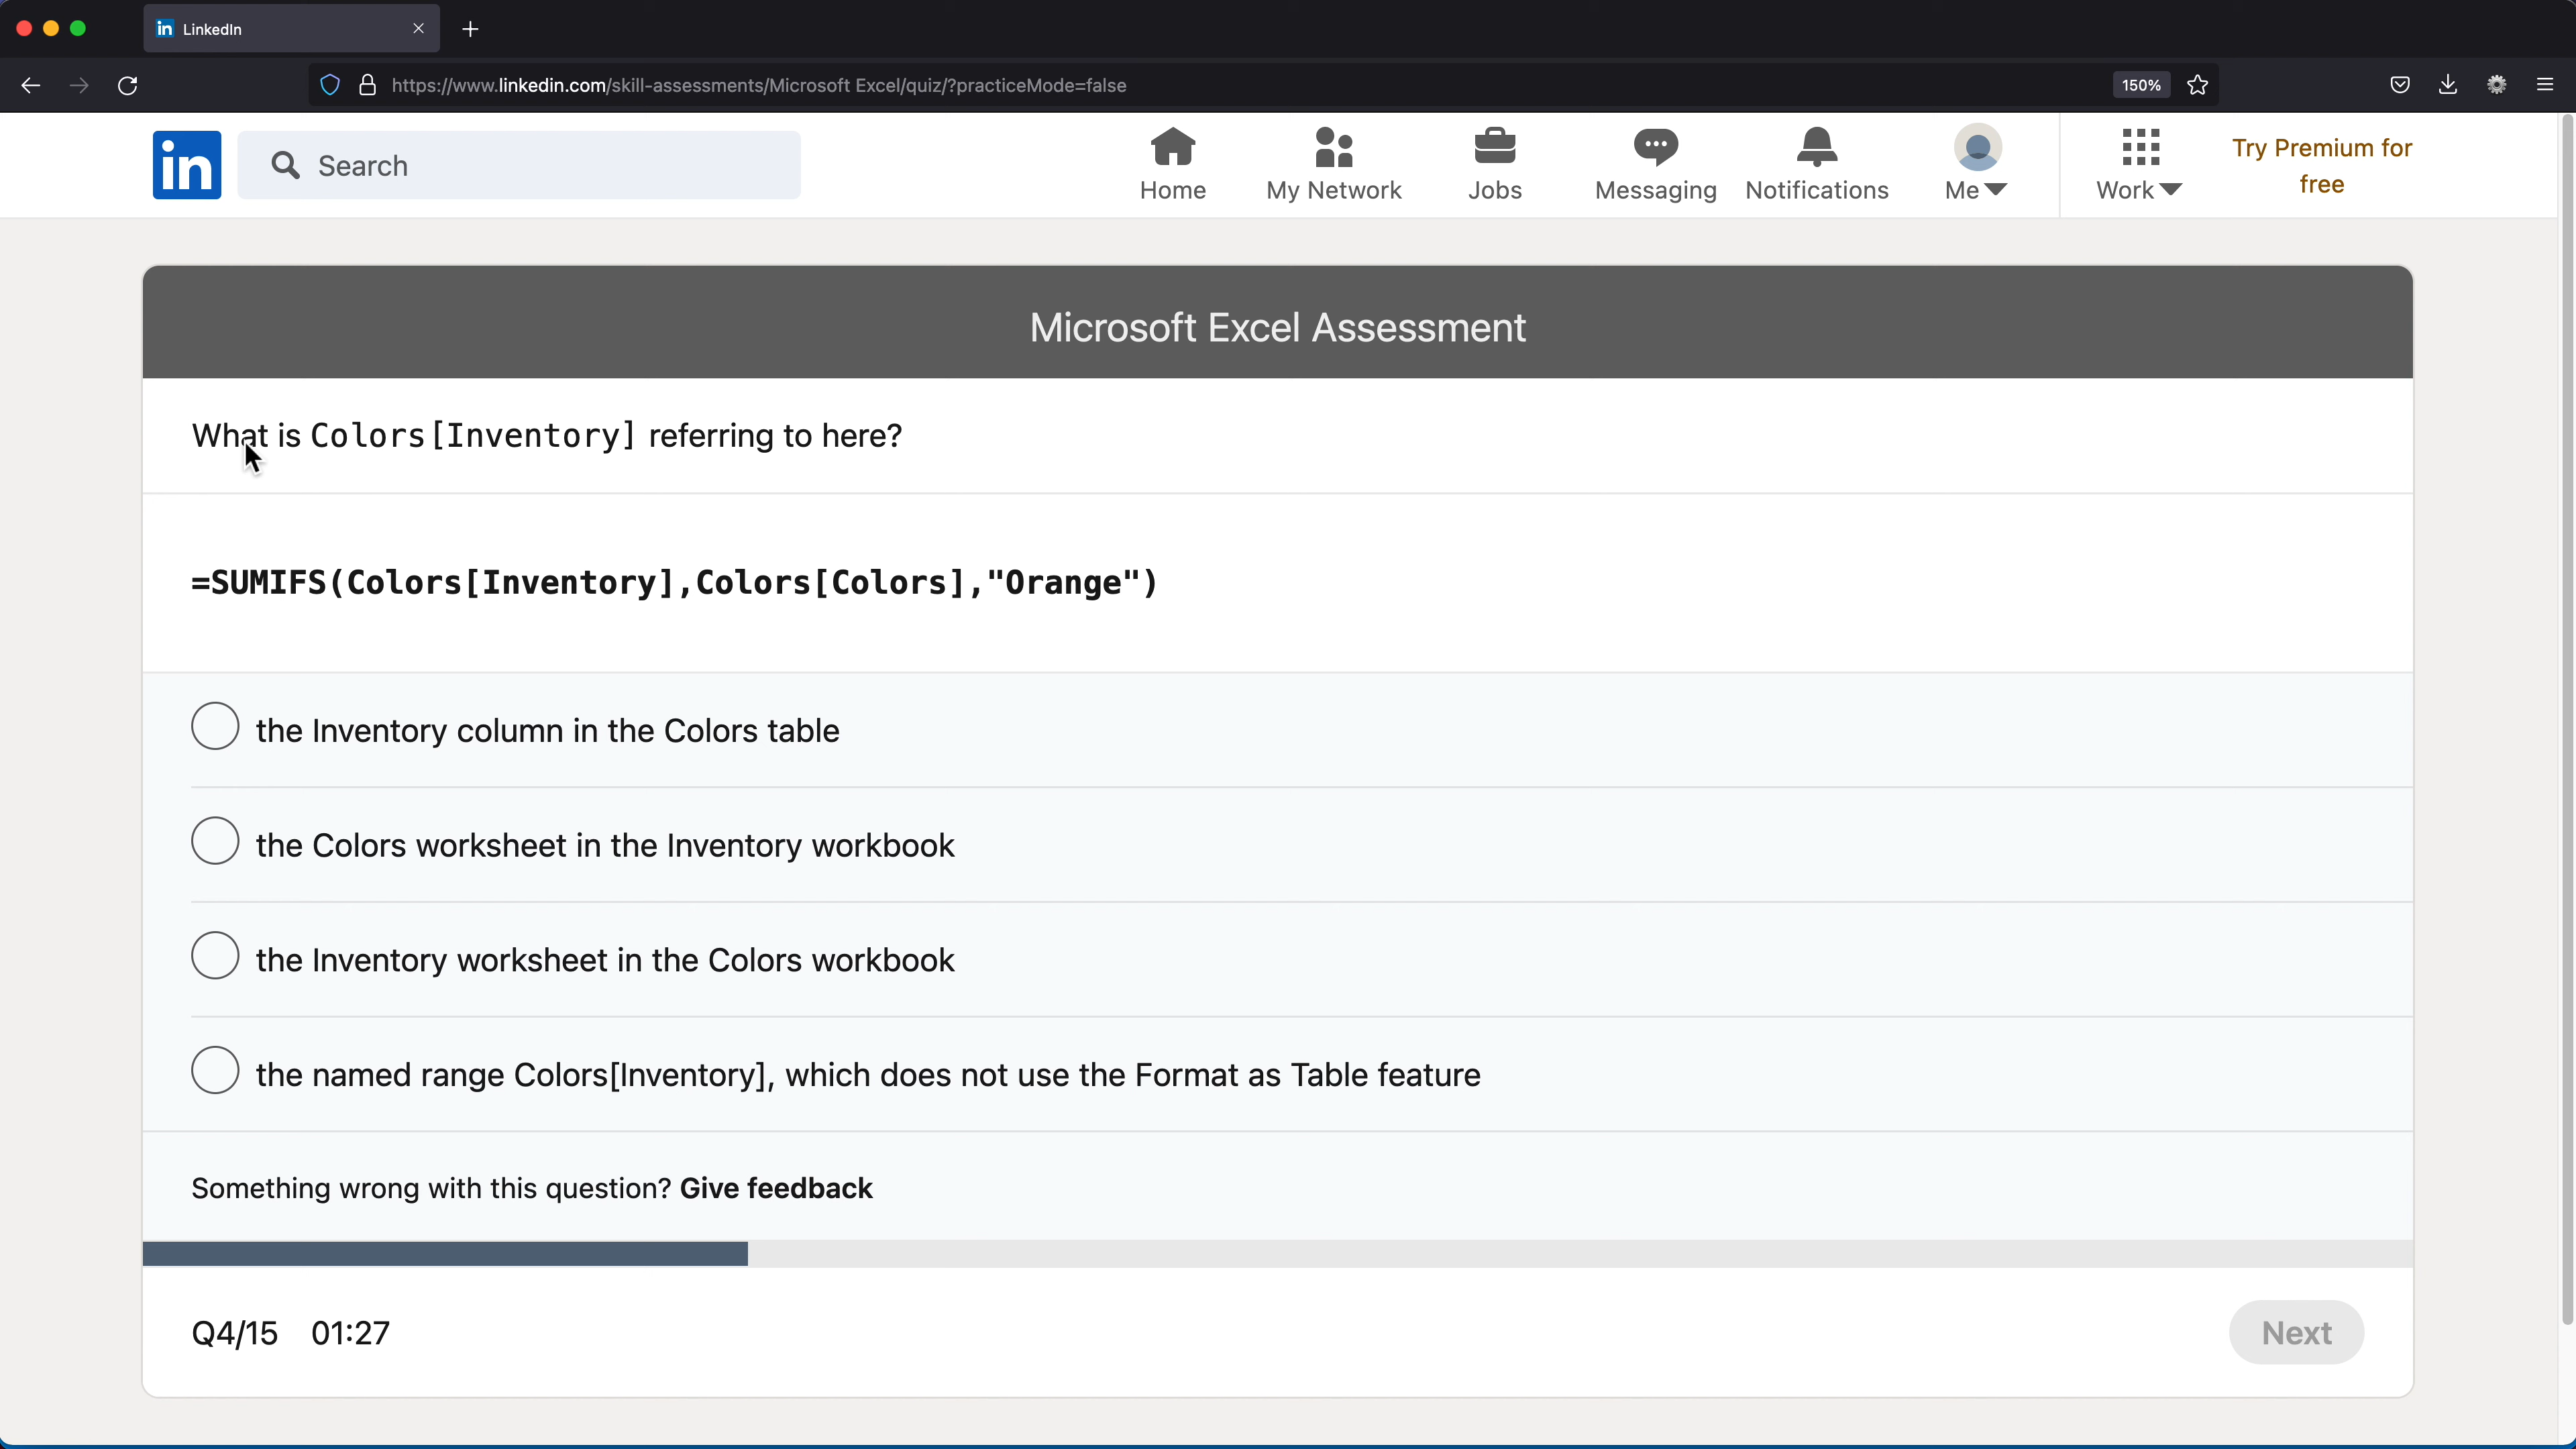 in LinkedIn
https://www.linkedin.com/skill-assessments/Microsoft Excel/quiz/?practiceMode=false
150%
in
Search
Home
My Network
Jobs
Messaging
Notifications
Me
Work
Try Premium for
free
Microsoft Excel Assessment
What is Colors[Inventory] referring to here?
=SUMIFS(Colors[Inventory],Colors[Colors],"Orange")
the Inventory column in the Colors table
the Colors worksheet in the Inventory workbook
the Inventory worksheet in the Colors workbook
the named range Colors[Inventory], which does not use the Format as Table feature
Something wrong with this question? Give feedback
Q4/15 01:27
Next